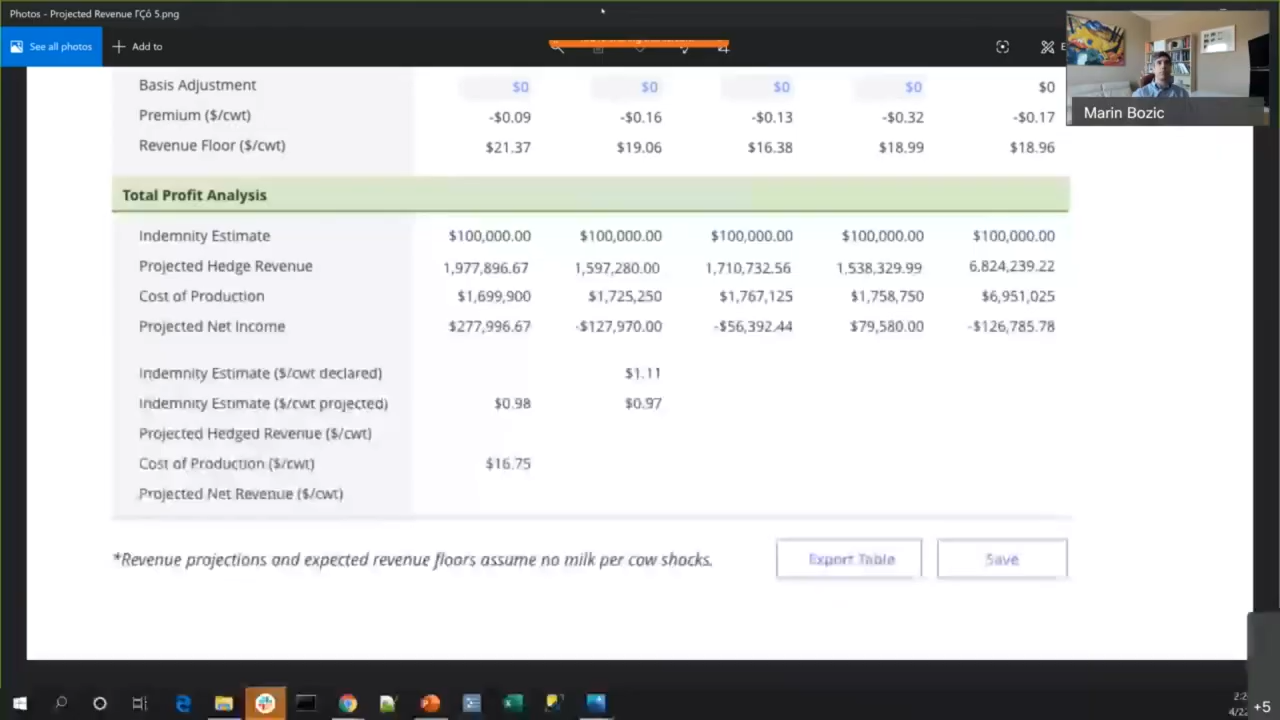 Photos - Projected Revenue ΓÇô 5.png
See all photos
Add to
Marin Bozic
Basis Adjustment $0 $0 $0 $0 $0
Premium ($/cwt) -$0.09 -$0.16 -$0.13 -$0.32 -$0.17
Revenue Floor ($/cwt) $21.37 $19.06 $16.38 $18.99 $18.96
Total Profit Analysis
Indemnity Estimate $100,000.00 $100,000.00 $100,000.00 $100,000.00 $100,000.00
Projected Hedge Revenue 1,977,896.67 1,597,280.00 1,710,732.56 1,538,329.99 6,824,239.22
Cost of Production $1,699,900 $1,725,250 $1,767,125 $1,758,750 $6,951,025
Projected Net Income $277,996.67 -$127,970.00 -$56,392.44 $79,580.00 -$126,785.78
Indemnity Estimate ($/cwt declared) $1.11
Indemnity Estimate ($/cwt projected) $0.98 $0.97
Projected Hedged Revenue ($/cwt)
Cost of Production ($/cwt) $16.75
Projected Net Revenue ($/cwt)
*Revenue projections and expected revenue floors assume no milk per cow shocks.
Export Table
Save
+5